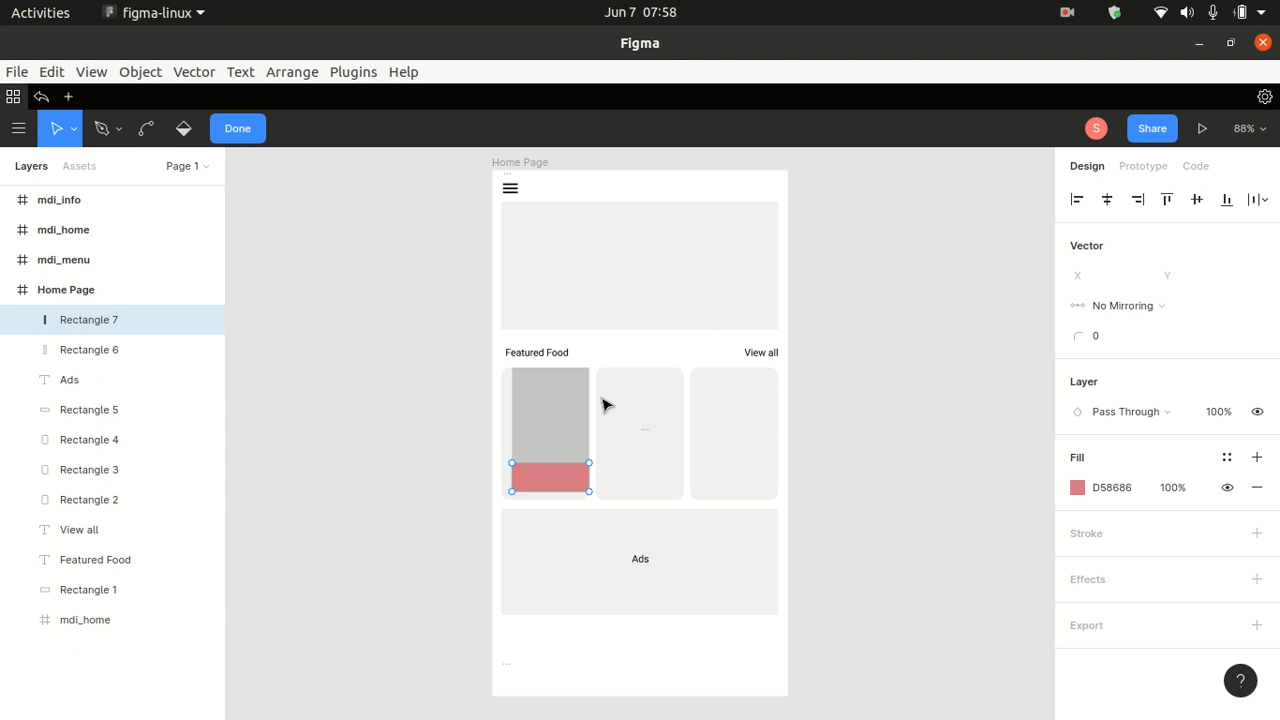 Activities figma-linux Jun 7 07:58
Figma
File Edit View Object Vector Text Arrange Plugins Help
Done S Share 88%
Layers Assets Page 1
mdi_info
mdi_home
mdi_menu
Home Page
Rectangle 7
Rectangle 6
Ads
Rectangle 5
Rectangle 4
Rectangle 3
Rectangle 2
View all
Featured Food
Rectangle 1
mdi_home
Home Page
...
Featured Food View all
...
Ads
...
Design Prototype Code
Vector
X Y
No Mirroring
0
Layer
Pass Through 100%
Fill
D58686 100%
Stroke
Effects
Export
?